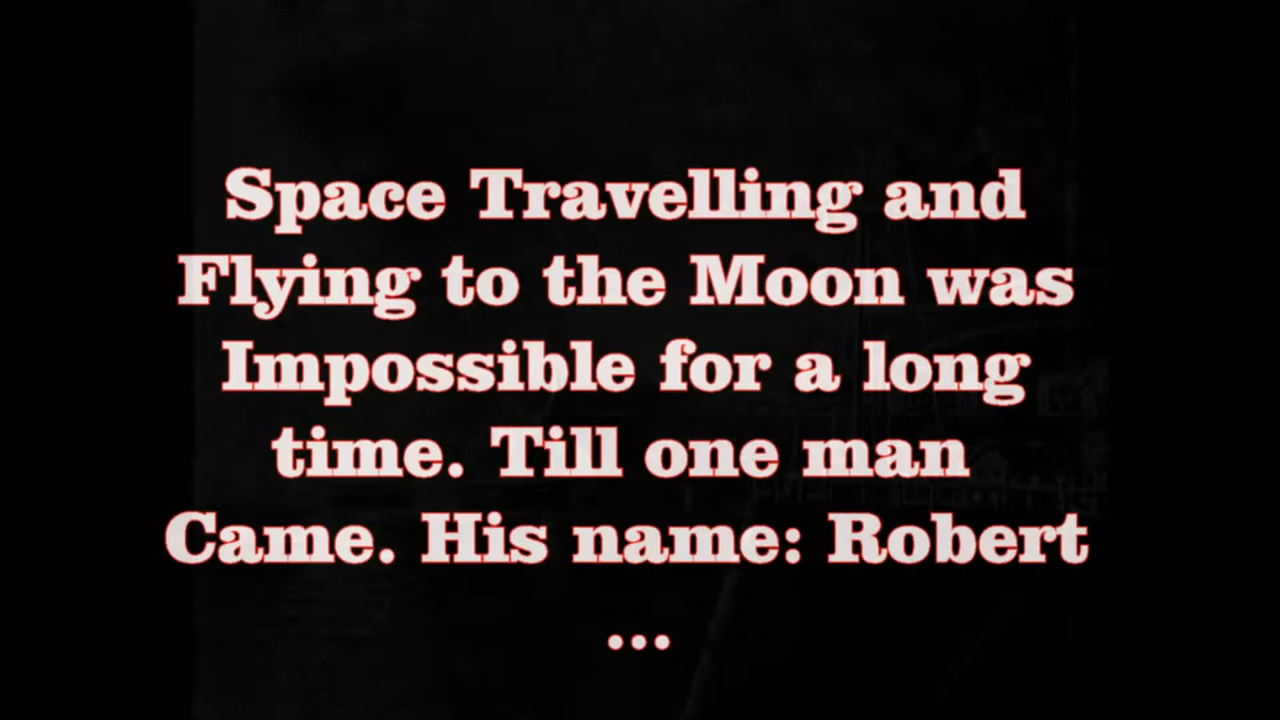 Space Travelling and
Flying to the Moon was
Impossible for a long
time. Till one man
Came. His name: Robert
...